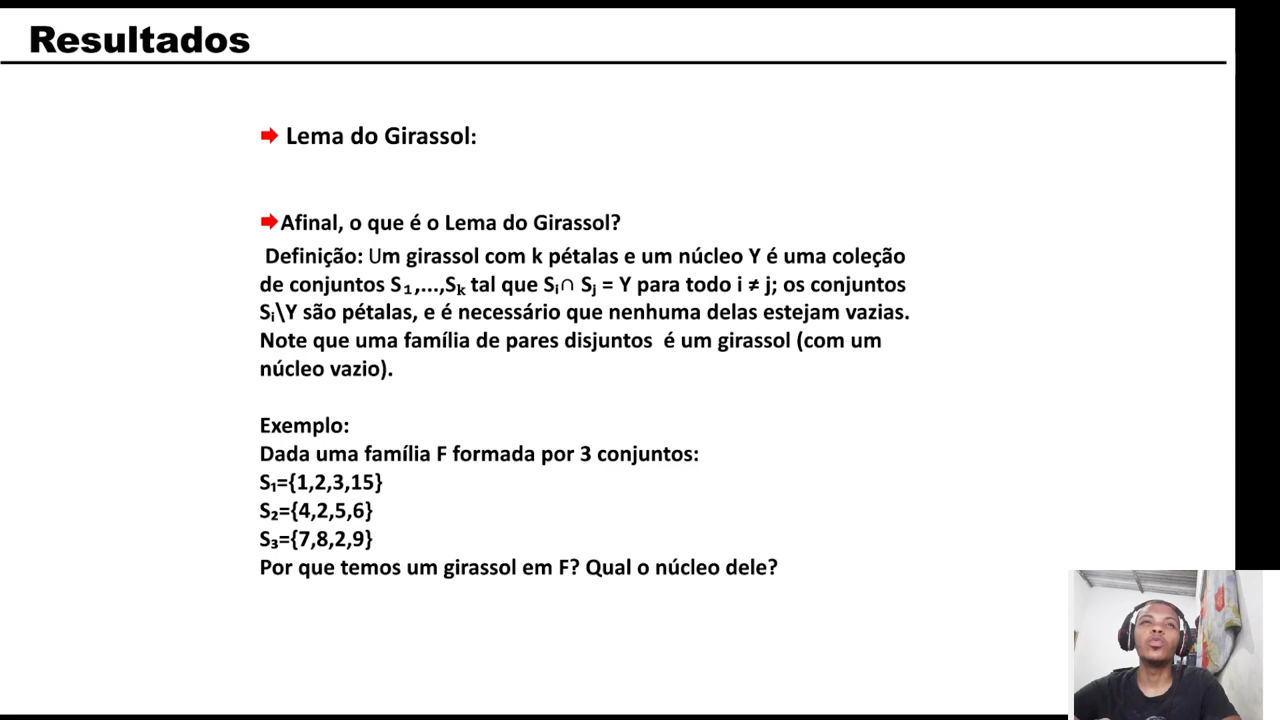 Resultados
Lema do Girassol:
Afinal, o que é o Lema do Girassol?
Definição: Um girassol com k pétalas e um núcleo Y é uma coleção
de conjuntos S₁,...,Sₖ tal que Sᵢ∩ Sⱼ = Y para todo i ≠ j; os conjuntos
Sᵢ\Y são pétalas, e é necessário que nenhuma delas estejam vazias.
Note que uma família de pares disjuntos é um girassol (com um
núcleo vazio).
Exemplo:
Dada uma família F formada por 3 conjuntos:
S₁={1,2,3,15}
S₂={4,2,5,6}
S₃={7,8,2,9}
Por que temos um girassol em F? Qual o núcleo dele?